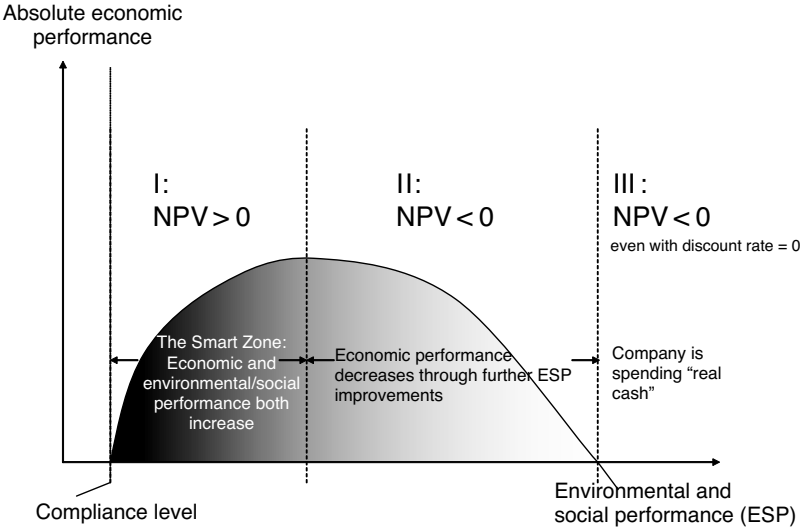 Absolute economic
performance
I:
NPV > 0
II:
NPV < 0
III :
NPV < 0
even with discount rate = 0
The Smart Zone:
Economic and
environmental/social
performance both
increase
Economic performance
decreases through further ESP
improvements
Company is
spending “real
cash”
Compliance level
Environmental and
social performance (ESP)